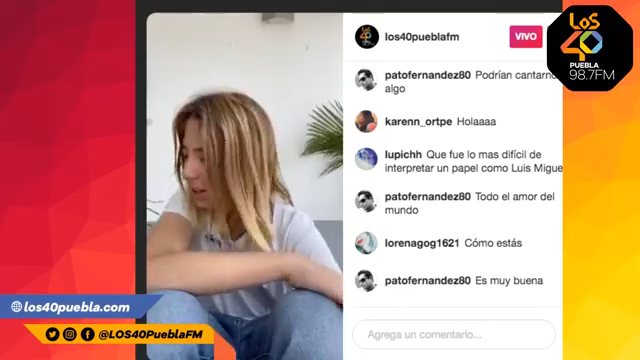 los40pueblafm
VIVO
LOS
40
PUEBLA
98.7FM
patofernandez80 Podrían cantarno
algo
karenn_ortpe Holaaaa
lupichh Que fue lo mas difícil de
interpretar un papel como Luis Migue
patofernandez80 Todo el amor del
mundo
lorenagog1621 Cómo estás
patofernandez80 Es muy buena
Agrega un comentario...
los40puebla.com
@LOS40PueblaFM